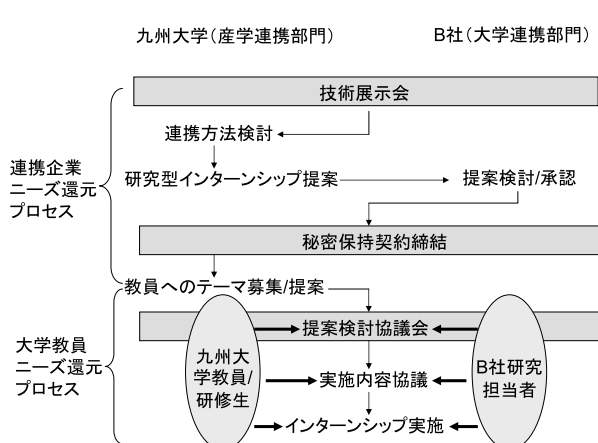 九州大学(産学連携部門)
B社(大学連携部門)
技術展示会
連携方法検討
連携企業
ニーズ還元
プロセス
研究型インターンシップ提案
提案検討/承認
秘密保持契約締結
教員へのテーマ募集/提案
大学教員
ニーズ還元
プロセス
提案検討協議会
九州大
学教員/
研修生
実施内容協議
B社研究
担当者
インターンシップ実施